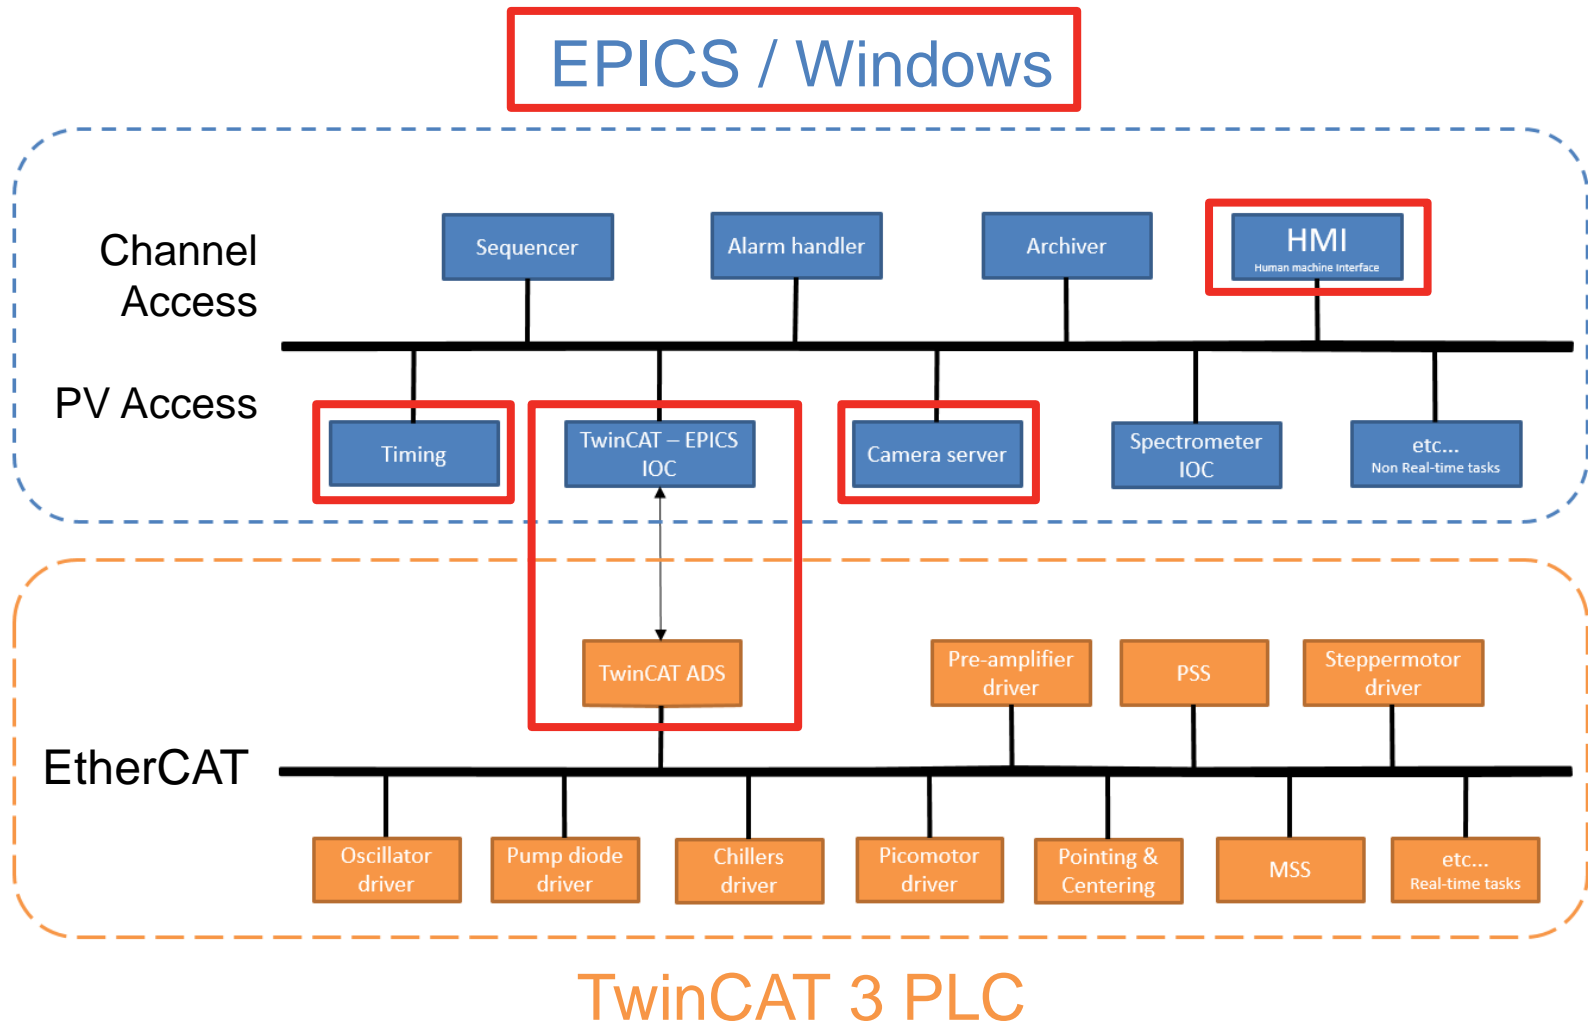 EPICS / Windows
Channel
Access
Sequencer
Alarm handler
Archiver
HMI
Human machine Interface
PV Access
Timing
TwinCAT – EPICS
IOC
Camera server
Spectrometer
IOC
etc...
Non Real-time tasks
TwinCAT ADS
Pre-amplifier
driver
PSS
Steppermotor
driver
EtherCAT
Oscillator
driver
Pump diode
driver
Chillers
driver
Picomotor
driver
Pointing &
Centering
MSS
etc...
Real-time tasks
TwinCAT 3 PLC